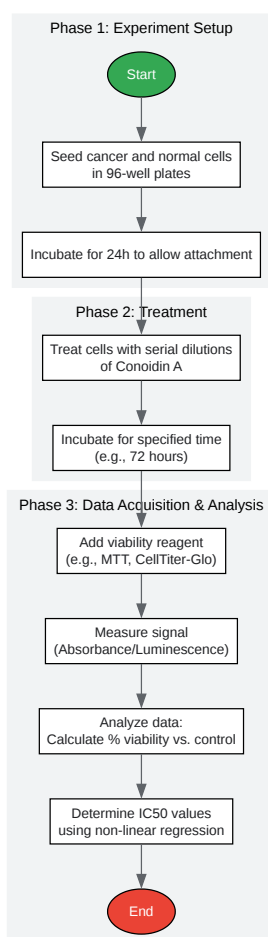 Phase 1: Experiment Setup
Start
Seed cancer and normal cells
in 96-well plates
Incubate for 24h to allow attachment
Phase 2: Treatment
Treat cells with serial dilutions
of Conoidin A
Incubate for specified time
(e.g., 72 hours)
Phase 3: Data Acquisition & Analysis
Add viability reagent
(e.g., MTT, CellTiter-Glo)
Measure signal
(Absorbance/Luminescence)
Analyze data:
Calculate % viability vs. control
Determine IC50 values
using non-linear regression
End